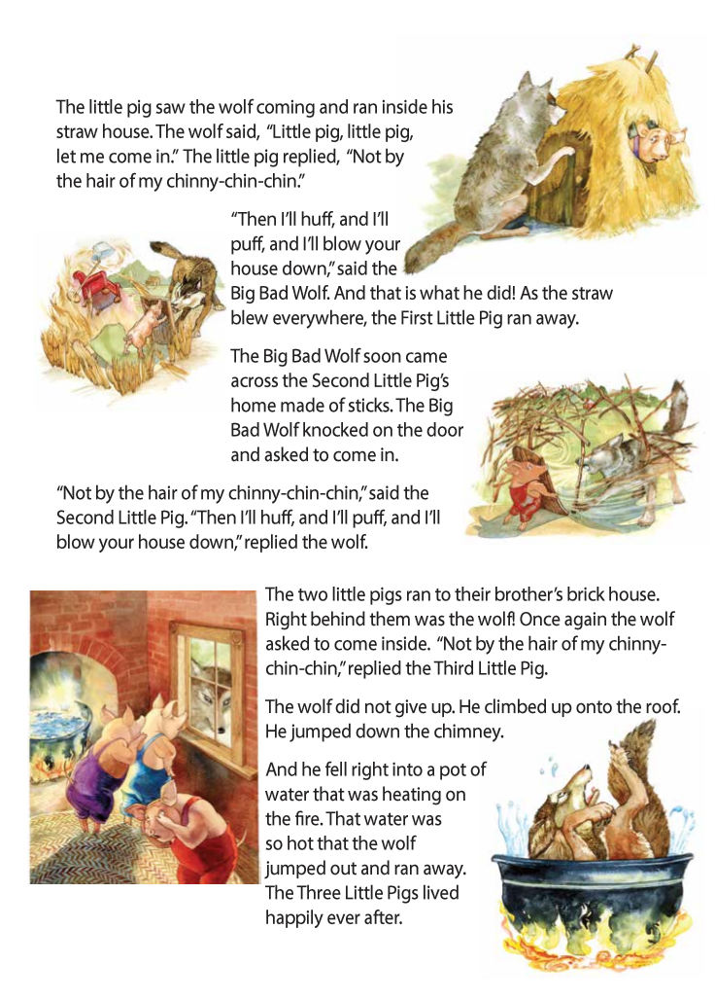 The little pig saw the wolf coming and ran inside his
straw house. The wolf said, “Little pig, little pig,
let me come in.” The little pig replied, “Not by
the hair of my chinny-chin-chin.”
“Then I’ll huff, and I’ll
puff, and I’ll blow your
house down,” said the
Big Bad Wolf. And that is what he did! As the straw
blew everywhere, the First Little Pig ran away.
The Big Bad Wolf soon came
across the Second Little Pig’s
home made of sticks. The Big
Bad Wolf knocked on the door
and asked to come in.
“Not by the hair of my chinny-chin-chin,” said the
Second Little Pig. “Then I’ll huff, and I’ll puff, and I’ll
blow your house down,” replied the wolf.
The two little pigs ran to their brother’s brick house.
Right behind them was the wolf! Once again the wolf
asked to come inside. “Not by the hair of my chinny-
chin-chin,” replied the Third Little Pig.
The wolf did not give up. He climbed up onto the roof.
He jumped down the chimney.
And he fell right into a pot of
water that was heating on
the fire. That water was
so hot that the wolf
jumped out and ran away.
The Three Little Pigs lived
happily ever after.